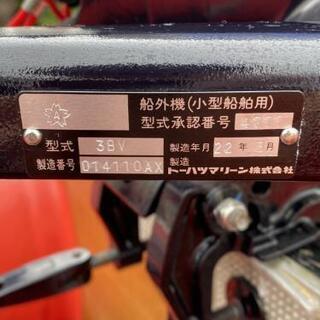 船外機(小型船舶用)
型式承認番号
型式 3BV 製造年月 22年 3月
製造番号 014110AX 製造 トーハツマリーン株式会社